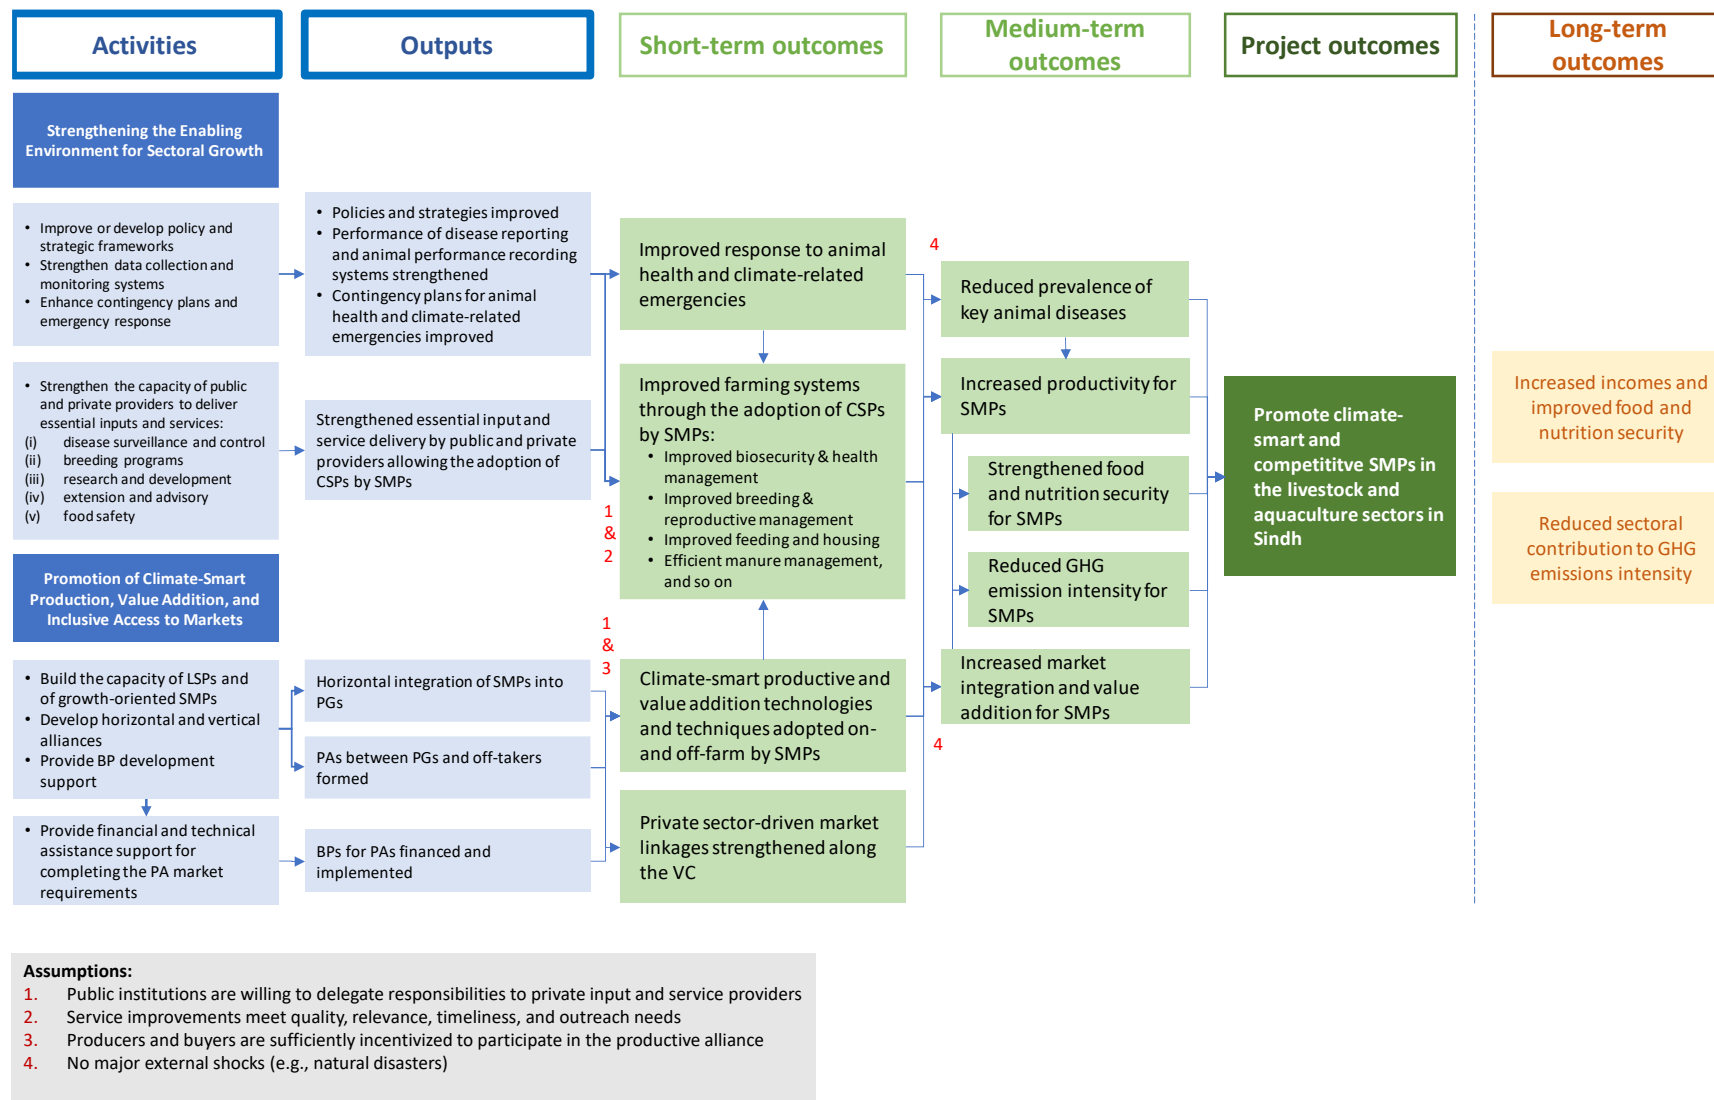 Activities
Outputs
Short-term outcomes
Medium-term
outcomes
Project outcomes
Long-term
outcomes
Strengthening the Enabling
Environment for Sectoral Growth
• Improve or develop policy and
strategic frameworks
• Strengthen data collection and
monitoring systems
• Enhance contingency plans and
emergency response
• Policies and strategies improved
• Performance of disease reporting
and animal performance recording
systems strengthened
• Contingency plans for animal
health and climate-related
emergencies improved
Improved response to animal
health and climate-related
emergencies
4
Reduced prevalence of
key animal diseases
• Strengthen the capacity of public
and private providers to deliver
essential inputs and services:
(i) disease surveillance and control
(ii) breeding programs
(iii) research and development
(iv) extension and advisory
(v) food safety
Strengthened essential input and
service delivery by public and private
providers allowing the adoption of
CSPs by SMPs
1
&
2
Improved farming systems
through the adoption of CSPs
by SMPs:
• Improved biosecurity & health
management
• Improved breeding &
reproductive management
• Improved feeding and housing
• Efficient manure management,
and so on
Increased productivity for
SMPs
Strengthened food
and nutrition security
for SMPs
Reduced GHG
emission intensity for
SMPs
Promote climate-
smart and
competititve SMPs in
the livestock and
aquaculture sectors in
Sindh
Increased incomes and
improved food and
nutrition security
Reduced sectoral
contribution to GHG
emissions intensity
Promotion of Climate-Smart
Production, Value Addition, and
Inclusive Access to Markets
• Build the capacity of LSPs and
of growth-oriented SMPs
• Develop horizontal and vertical
alliances
• Provide BP development
support
Horizontal integration of SMPs into
PGs
PAs between PGs and off-takers
formed
1
&
3
Climate-smart productive and
value addition technologies
and techniques adopted on-
and off-farm by SMPs
Increased market
integration and value
addition for SMPs
4
• Provide financial and technical
assistance support for
completing the PA market
requirements
BPs for PAs financed and
implemented
Private sector-driven market
linkages strengthened along
the VC
Assumptions:
1. Public institutions are willing to delegate responsibilities to private input and service providers
2. Service improvements meet quality, relevance, timeliness, and outreach needs
3. Producers and buyers are sufficiently incentivized to participate in the productive alliance
4. No major external shocks (e.g., natural disasters)